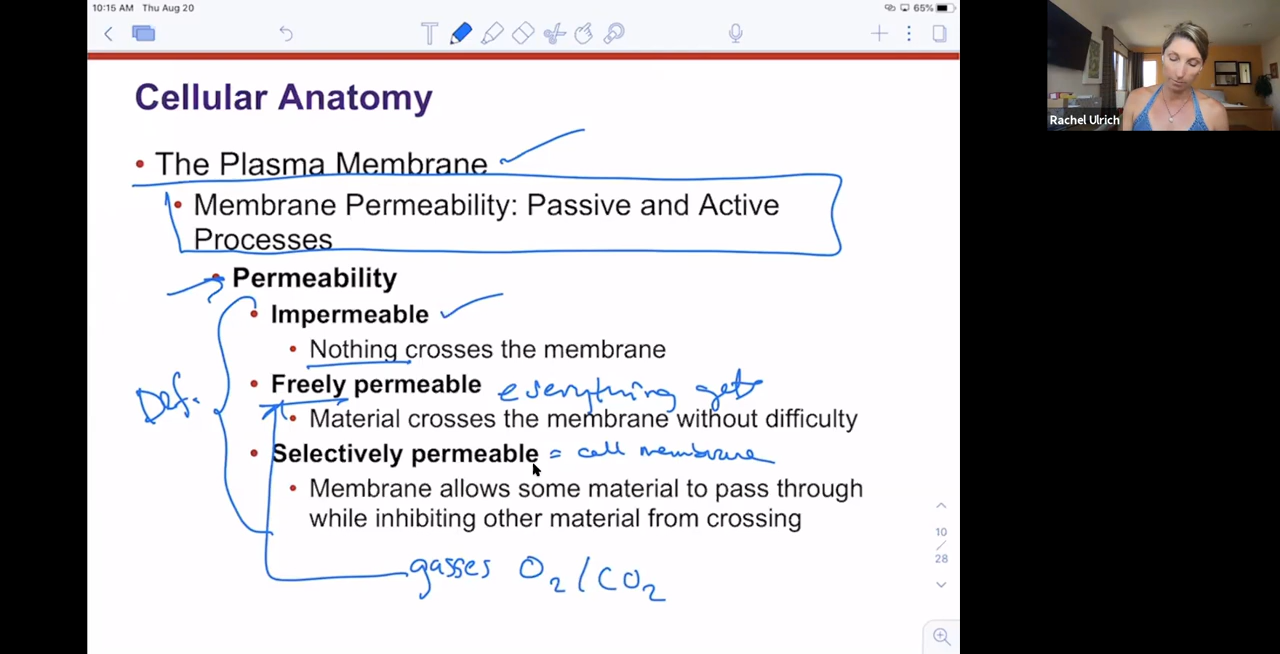 10:15 AM Thu Aug 20
65%
Rachel Ulrich
Cellular Anatomy
• The Plasma Membrane
• Membrane Permeability: Passive and Active
Processes
• Permeability
• Impermeable
• Nothing crosses the membrane
Def.
• Freely permeable everything gets
• Material crosses the membrane without difficulty
• Selectively permeable = cell membrane
• Membrane allows some material to pass through
while inhibiting other material from crossing
gasses O2/CO2
10
/
28